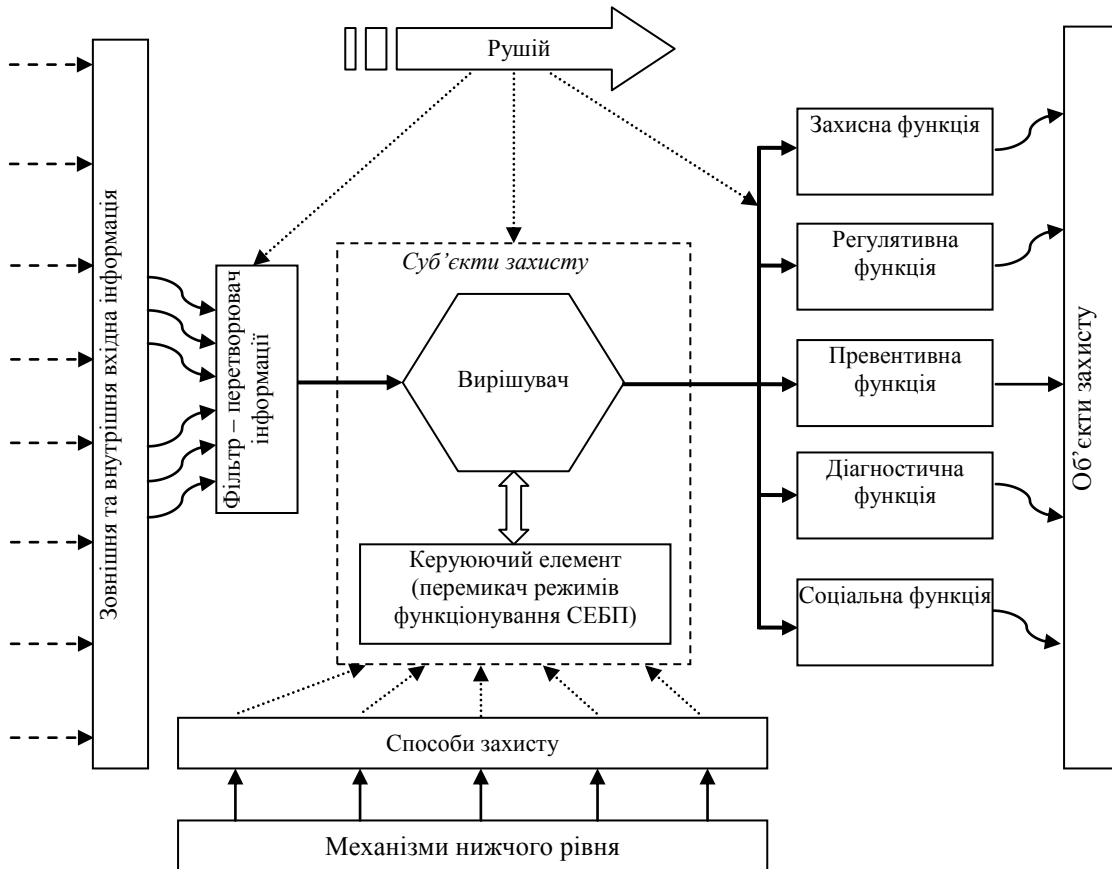 Рушій
Зовнішня та внутрішня вхідна інформація
Фільтр – перетворювач
інформації
Суб’єкти захисту
Вирішувач
Керуюючий елемент
(перемикач режимів
функціонування СЕБП)
Захисна функція
Регулятивна
функція
Превентивна
функція
Діагностична
функція
Соціальна функція
Об’єкти захисту
Способи захисту
Механізми нижчого рівня